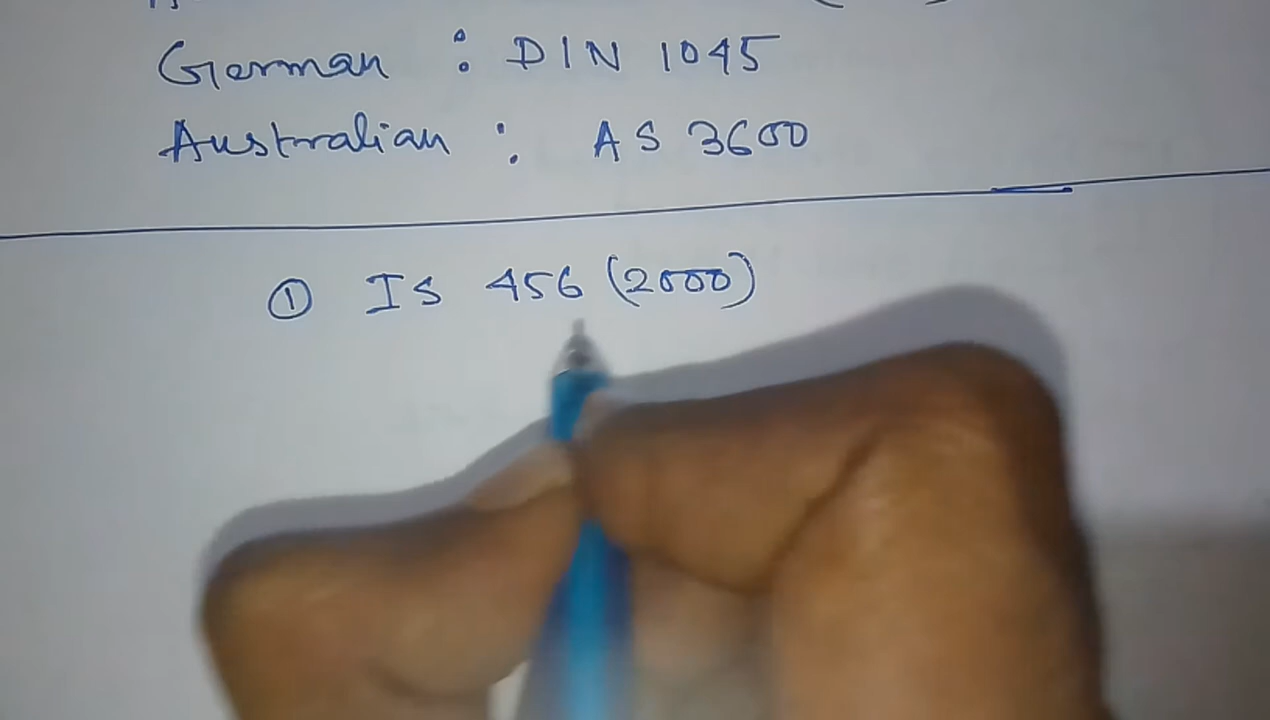 German : DIN 1045
Australian : AS 3600
① IS 456 (2000)